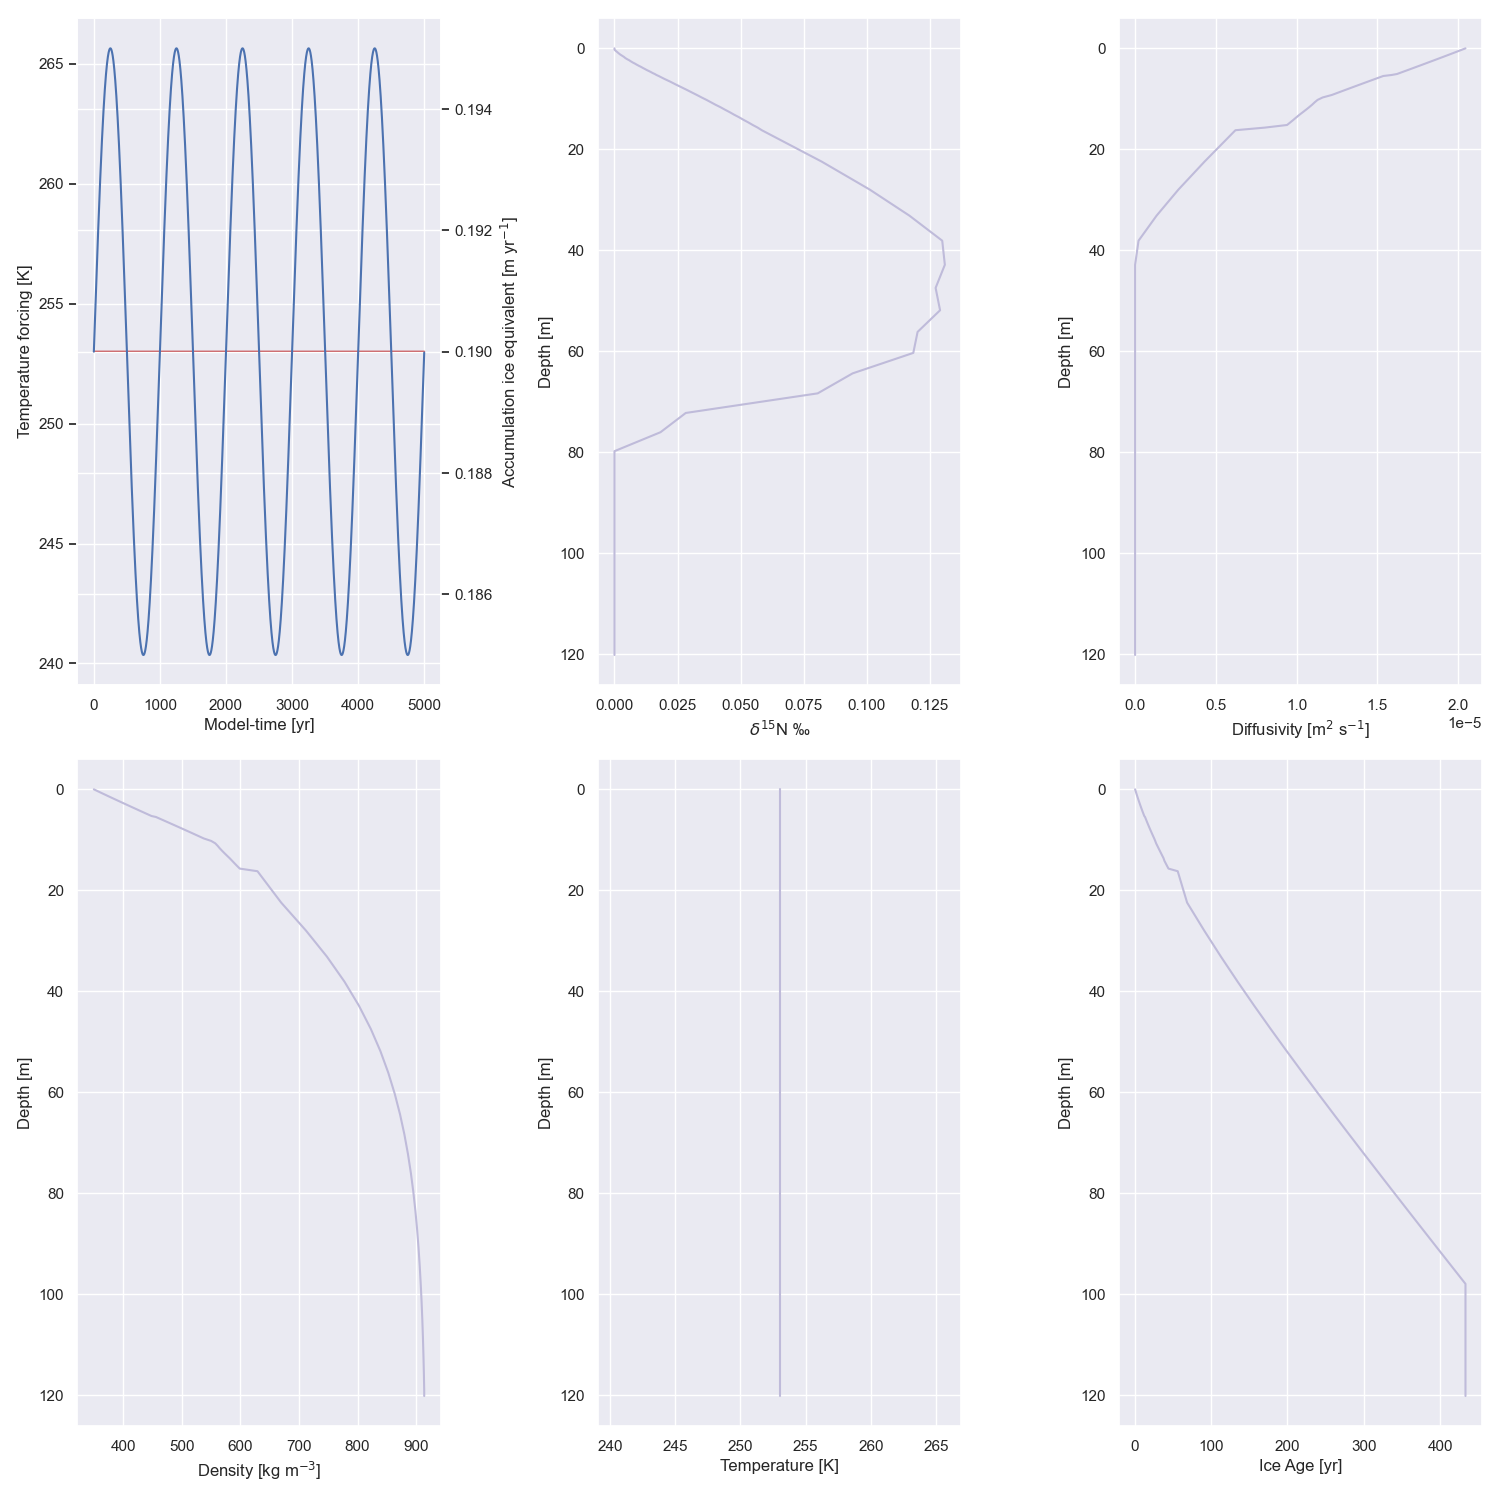 265
260
255
250
245
240
Temperature forcing [K]
0 1000 2000 3000 4000 5000
Model-time [yr]
0.194
0.192
0.190
0.188
0.186
Accumulation ice equivalent [m yr⁻¹]
0
20
40
60
80
100
120
Depth [m]
0.000 0.025 0.050 0.075 0.100 0.125
δ¹⁵N ‰
0
20
40
60
80
100
120
Depth [m]
0.0 0.5 1.0 1.5 2.0
1e−5
Diffusivity [m² s⁻¹]
0
20
40
60
80
100
120
Depth [m]
400 500 600 700 800 900
Density [kg m⁻³]
0
20
40
60
80
100
120
Depth [m]
240 245 250 255 260 265
Temperature [K]
0
20
40
60
80
100
120
Depth [m]
0 100 200 300 400
Ice Age [yr]